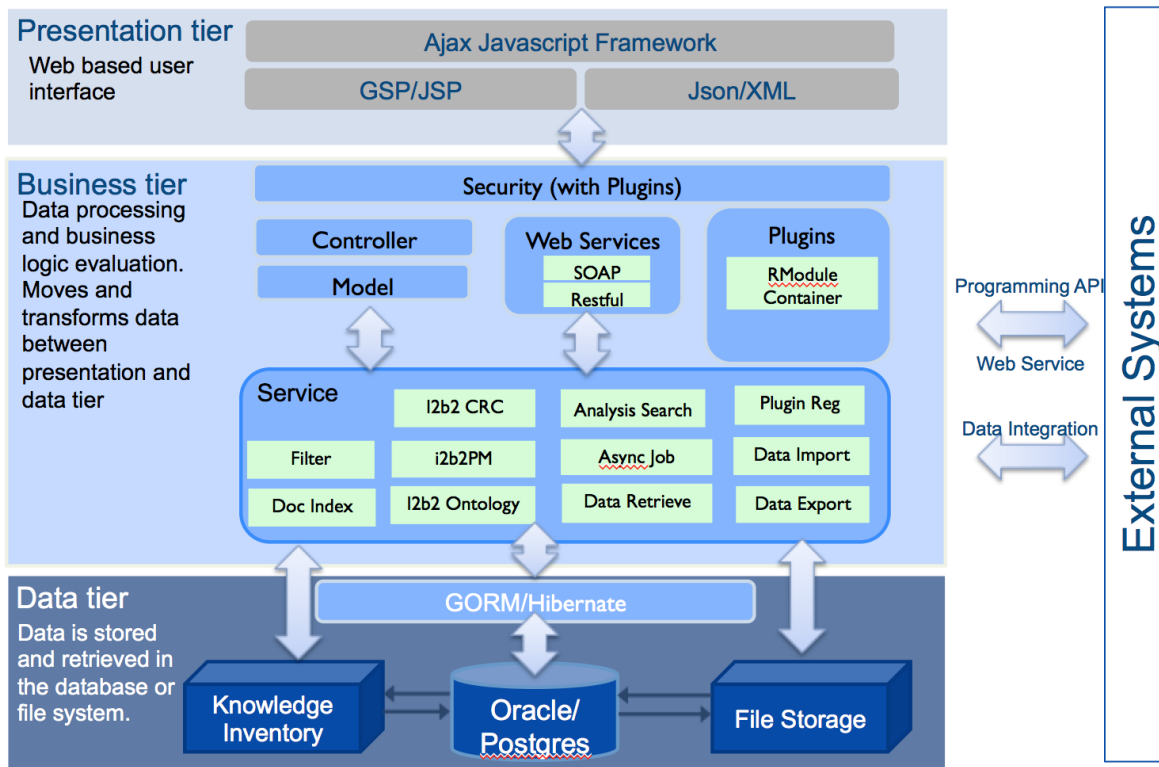 Presentation tier
Web based user
interface
Ajax Javascript Framework
GSP/JSP
Json/XML
Business tier
Data processing
and business
logic evaluation.
Moves and
transforms data
between
presentation and
data tier
Security (with Plugins)
Controller
Model
Web Services
SOAP
Restful
Plugins
RModule
Container
Service
I2b2 CRC
Analysis Search
Plugin Reg
Filter
i2b2PM
Async Job
Data Import
Doc Index
I2b2 Ontology
Data Retrieve
Data Export
Data tier
Data is stored
and retrieved in
the database or
file system.
GORM/Hibernate
Knowledge
Inventory
Oracle/
Postgres
File Storage
Programming API
Web Service
Data Integration
External Systems